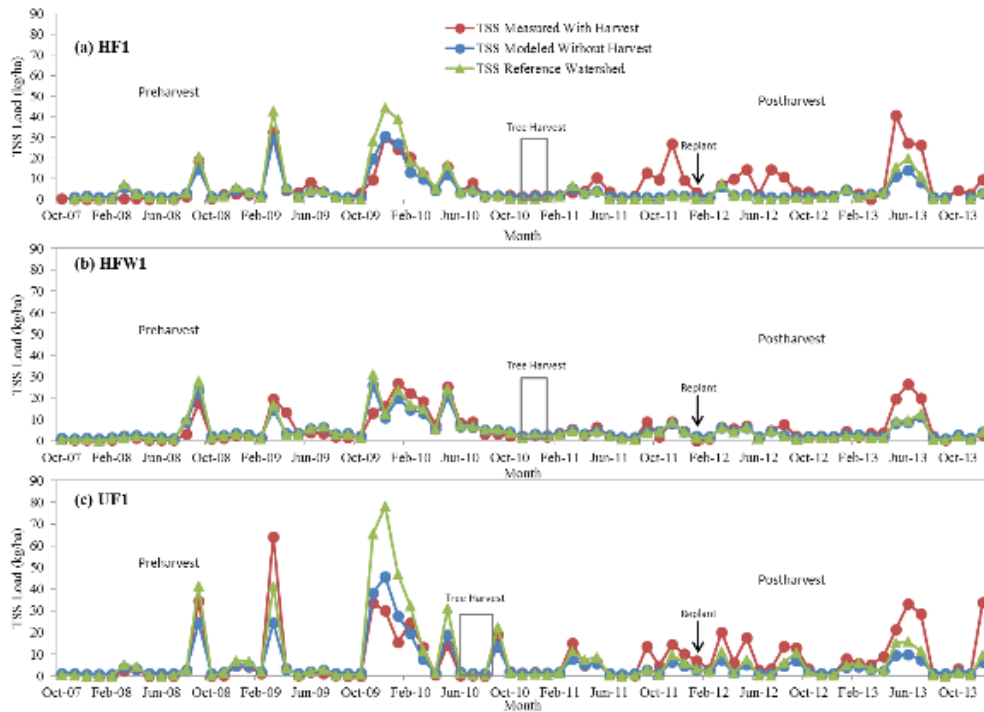 90
80
70
60
50
40
30
20
10
0
TSS Load (kg/ha)
(a) HF1
TSS Measured With Harvest
TSS Modeled Without Harvest
TSS Reference Watershed
Preharvest
Tree Harvest
Replant
Postharvest
Oct-07 Feb-08 Jun-08 Oct-08 Feb-09 Jun-09 Oct-09 Feb-10 Jun-10 Oct-10 Feb-11 Jun-11 Oct-11 Feb-12 Jun-12 Oct-12 Feb-13 Jun-13 Oct-13
Month
90
80
70
60
50
40
30
20
10
0
TSS Load (kg/ha)
(b) HFW1
Preharvest
Tree Harvest
Replant
Postharvest
Oct-07 Feb-08 Jun-08 Oct-08 Feb-09 Jun-09 Oct-09 Feb-10 Jun-10 Oct-10 Feb-11 Jun-11 Oct-11 Feb-12 Jun-12 Oct-12 Feb-13 Jun-13 Oct-13
Month
90
80
70
60
50
40
30
20
10
0
TSS Load (kg/ha)
(c) UF1
Preharvest
Tree Harvest
Replant
Postharvest
Oct-07 Feb-08 Jun-08 Oct-08 Feb-09 Jun-09 Oct-09 Feb-10 Jun-10 Oct-10 Feb-11 Jun-11 Oct-11 Feb-12 Jun-12 Oct-12 Feb-13 Jun-13 Oct-13
Month